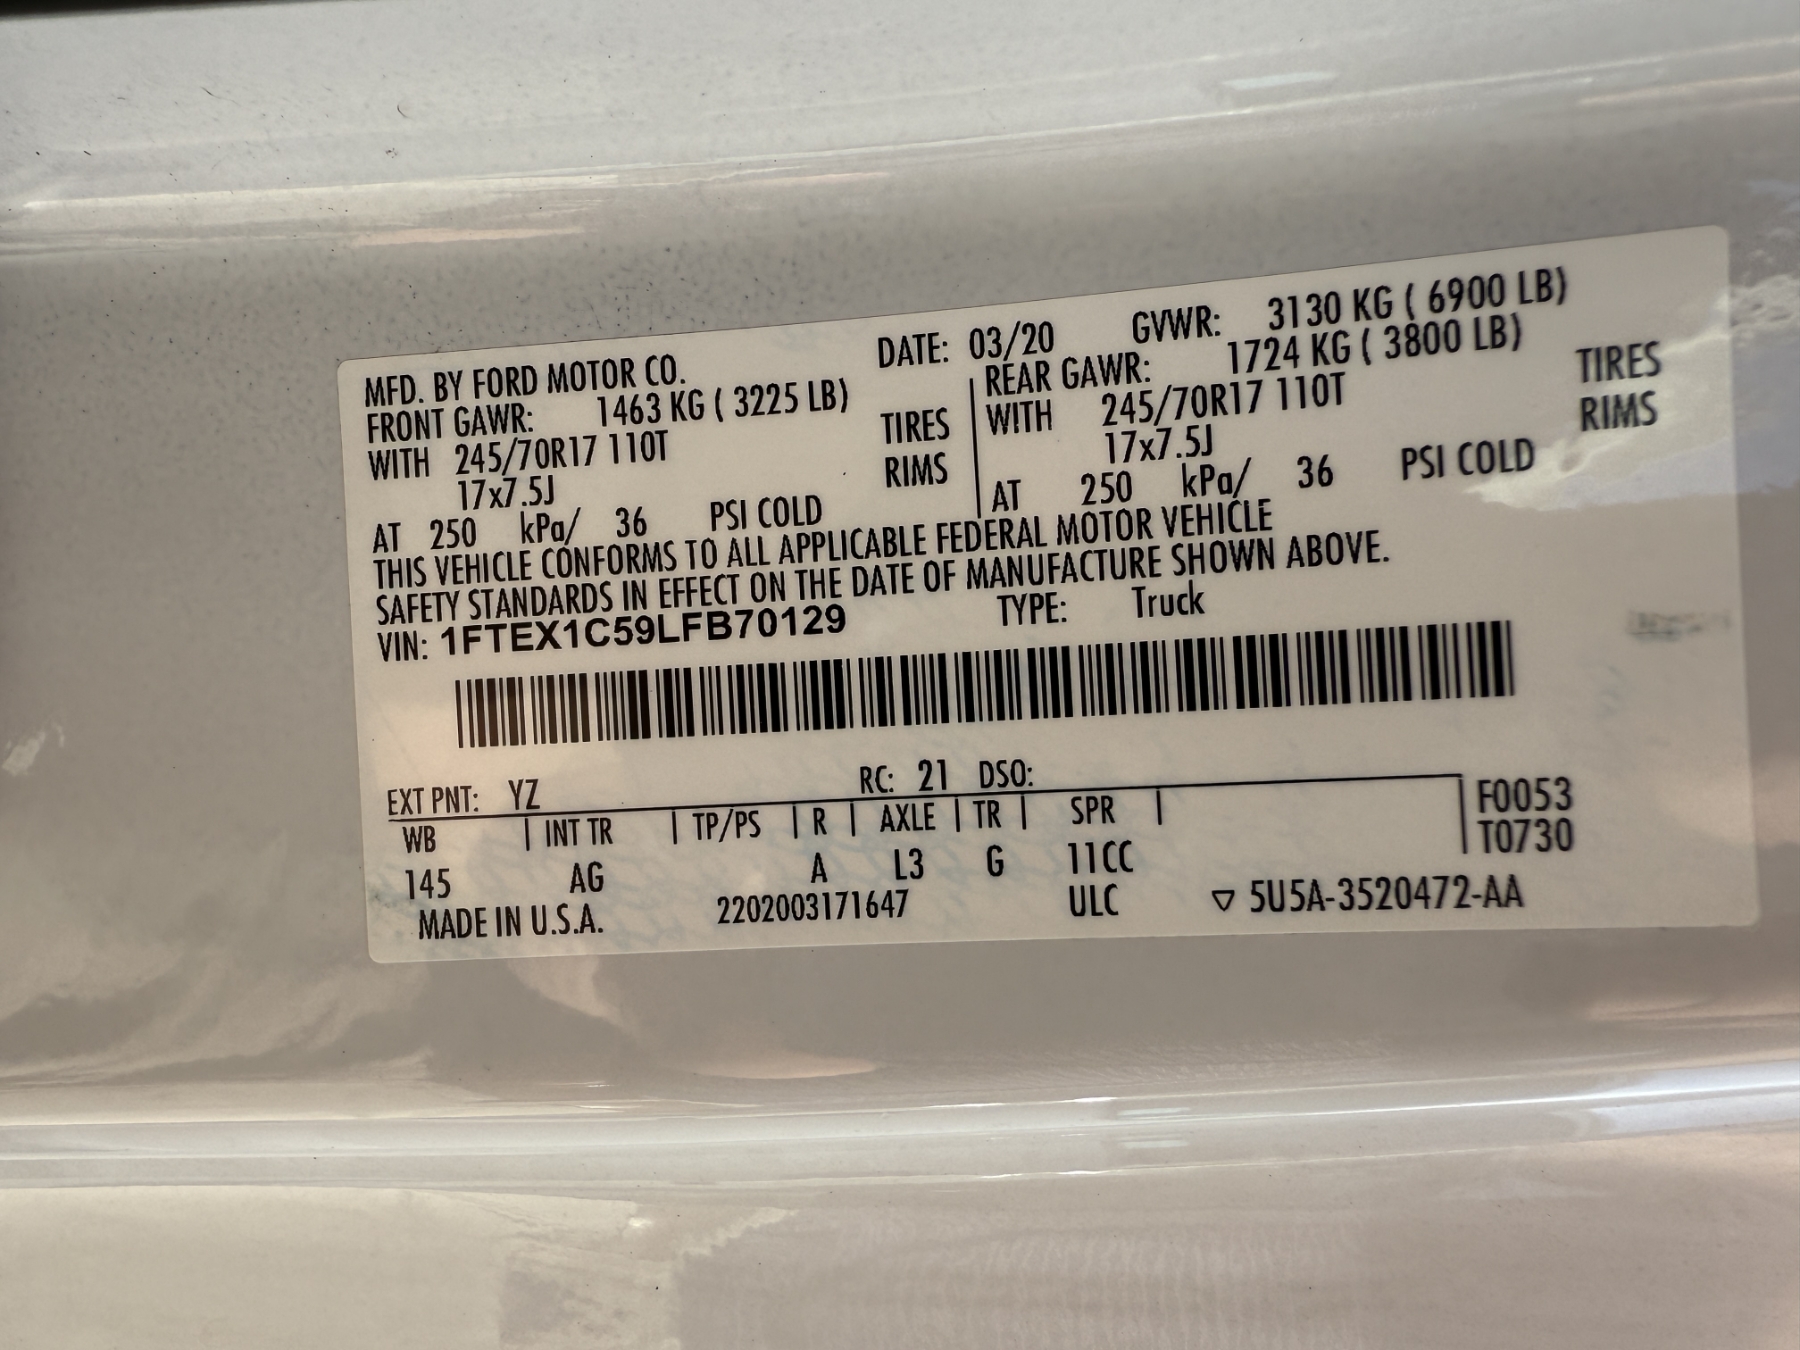 MFD. BY FORD MOTOR CO. DATE: 03/20 GVWR: 3130 KG ( 6900 LB)
FRONT GAWR: 1463 KG ( 3225 LB) REAR GAWR: 1724 KG ( 3800 LB)
WITH 245/70R17 110T TIRES WITH 245/70R17 110T TIRES
17x7.5J RIMS 17x7.5J RIMS
AT 250 kPa/ 36 PSI COLD AT 250 kPa/ 36 PSI COLD
THIS VEHICLE CONFORMS TO ALL APPLICABLE FEDERAL MOTOR VEHICLE
SAFETY STANDARDS IN EFFECT ON THE DATE OF MANUFACTURE SHOWN ABOVE.
VIN: 1FTEX1C59LFB70129 TYPE: Truck
EXT PNT: YZ RC: 21 DSO:
WB | INT TR | TP/PS | R | AXLE | TR | SPR | F0053
T0730
145 AG A L3 G 11CC
MADE IN U.S.A. 2202003171647 ULC ▽ 5U5A-3520472-AA